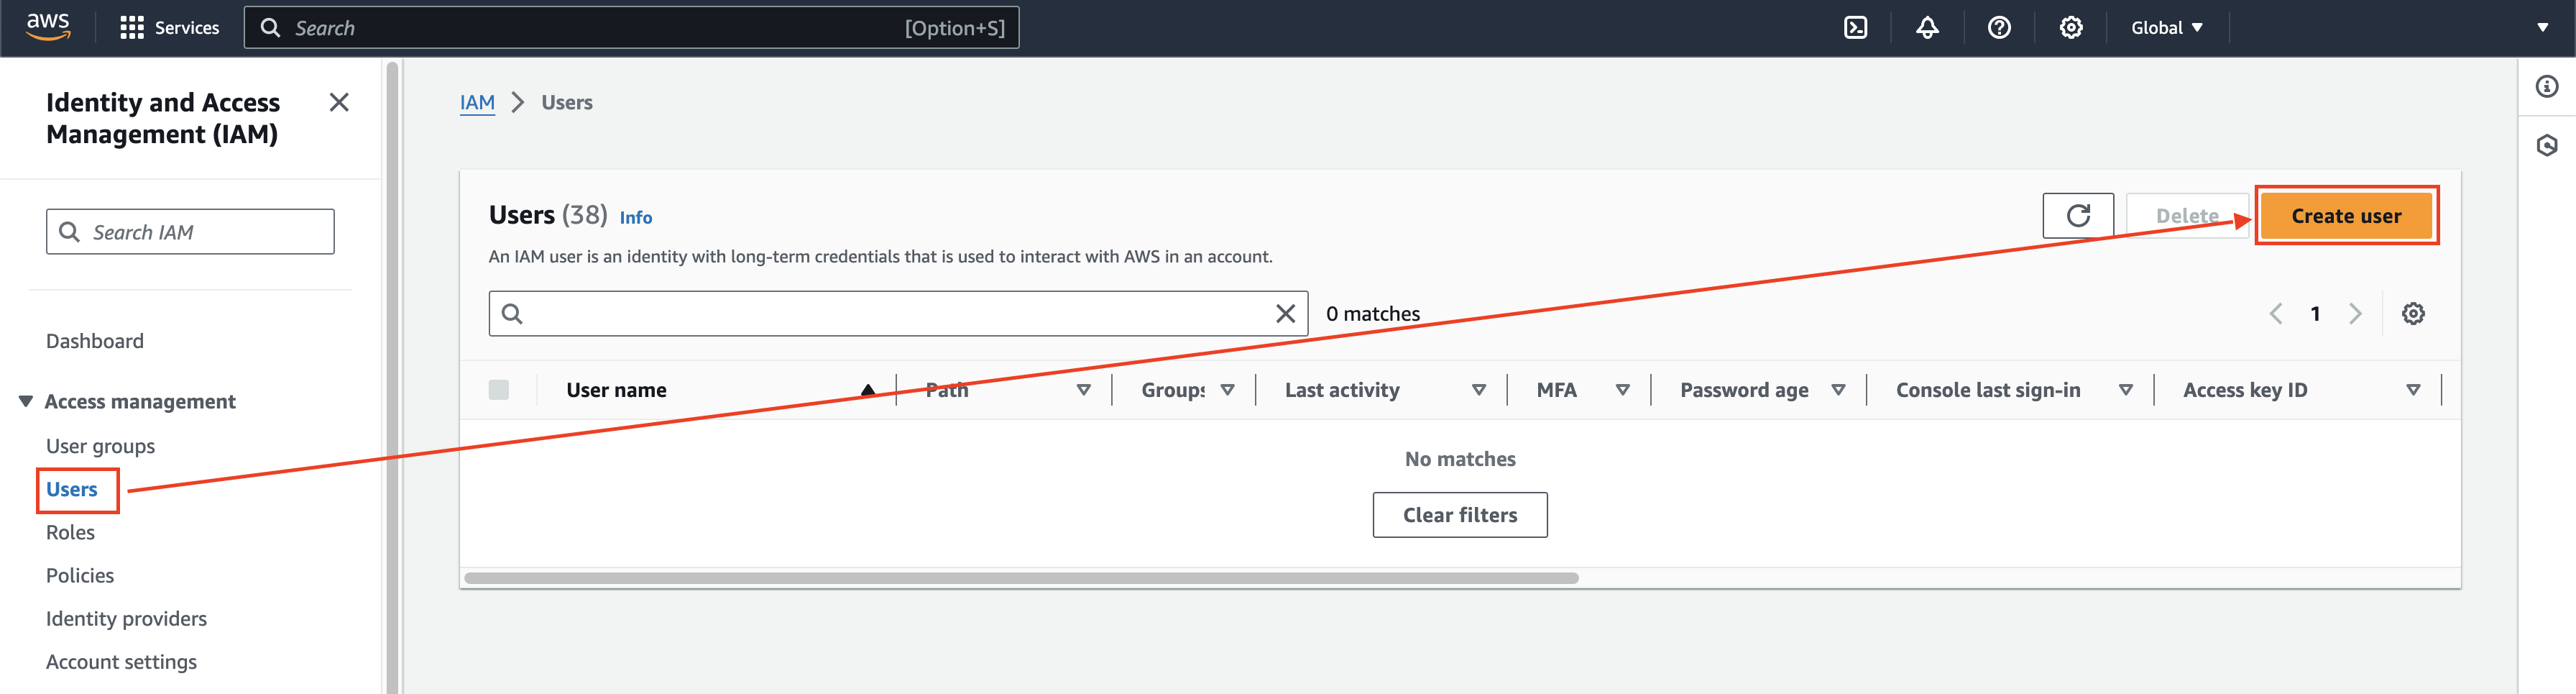 aws
Services
Search
[Option+S]
Global
Identity and Access
Management (IAM)
Search IAM
Dashboard
Access management
User groups
Users
Roles
Policies
Identity providers
Account settings
IAM > Users
Users (38) Info
Delete
Create user
An IAM user is an identity with long-term credentials that is used to interact with AWS in an account.
0 matches
1
User name
Path
Groups
Last activity
MFA
Password age
Console last sign-in
Access key ID
No matches
Clear filters